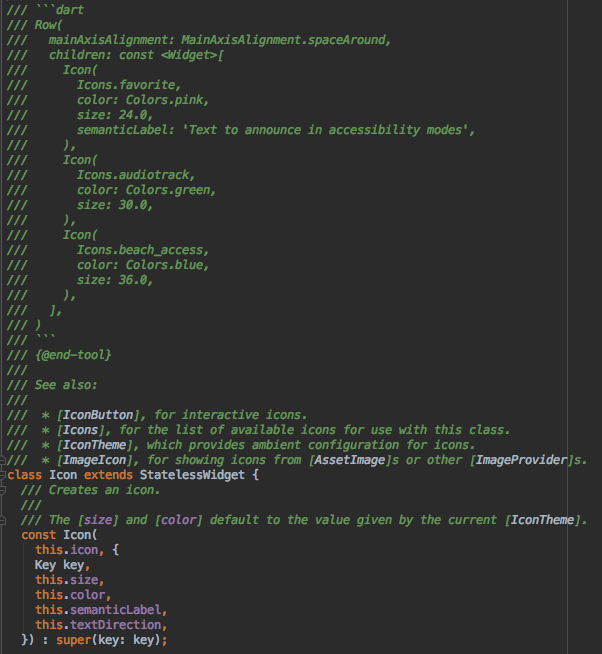 /// ```dart
/// Row(
///   mainAxisAlignment: MainAxisAlignment.spaceAround,
///   children: const <Widget>[
///     Icon(
///       Icons.favorite,
///       color: Colors.pink,
///       size: 24.0,
///       semanticLabel: 'Text to announce in accessibility modes',
///     ),
///     Icon(
///       Icons.audiotrack,
///       color: Colors.green,
///       size: 30.0,
///     ),
///     Icon(
///       Icons.beach_access,
///       color: Colors.blue,
///       size: 36.0,
///     ),
///   ],
/// )
/// ```
/// {@end-tool}
///
/// See also:
///
///  * [IconButton], for interactive icons.
///  * [Icons], for the list of available icons for use with this class.
///  * [IconTheme], which provides ambient configuration for icons.
///  * [ImageIcon], for showing icons from [AssetImage]s or other [ImageProvider]s.
class Icon extends StatelessWidget {
  /// Creates an icon.
  ///
  /// The [size] and [color] default to the value given by the current [IconTheme].
  const Icon(
    this.icon, {
    Key key,
    this.size,
    this.color,
    this.semanticLabel,
    this.textDirection,
  }) : super(key: key);